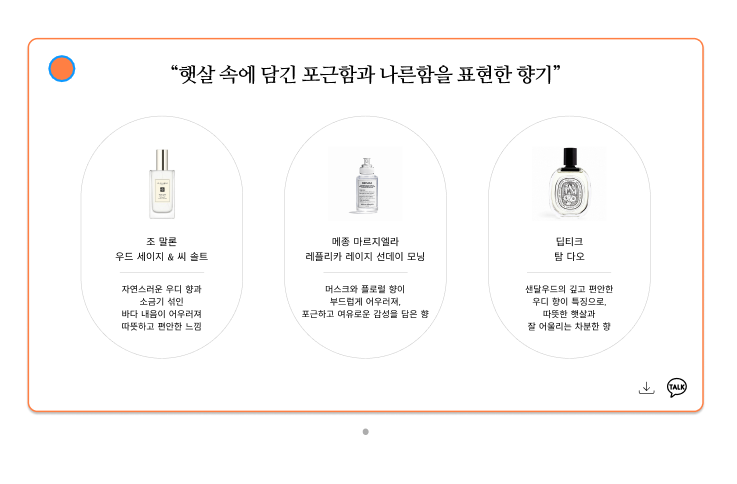 “햇살 속에 담긴 포근함과 나른함을 표현한 향기”
조 말론
우드 세이지 & 씨 솔트
자연스러운 우디 향과
소금기 섞인
바다 내음이 어우러져
따뜻하고 편안한 느낌
메종 마르지엘라
레플리카 레이지 선데이 모닝
머스크와 플로럴 향이
부드럽게 어우러져,
포근하고 여유로운 감성을 담은 향
딥티크
탐 다오
샌달우드의 깊고 편안한
우디 향이 특징으로,
따뜻한 햇살과
잘 어울리는 차분한 향
TALK